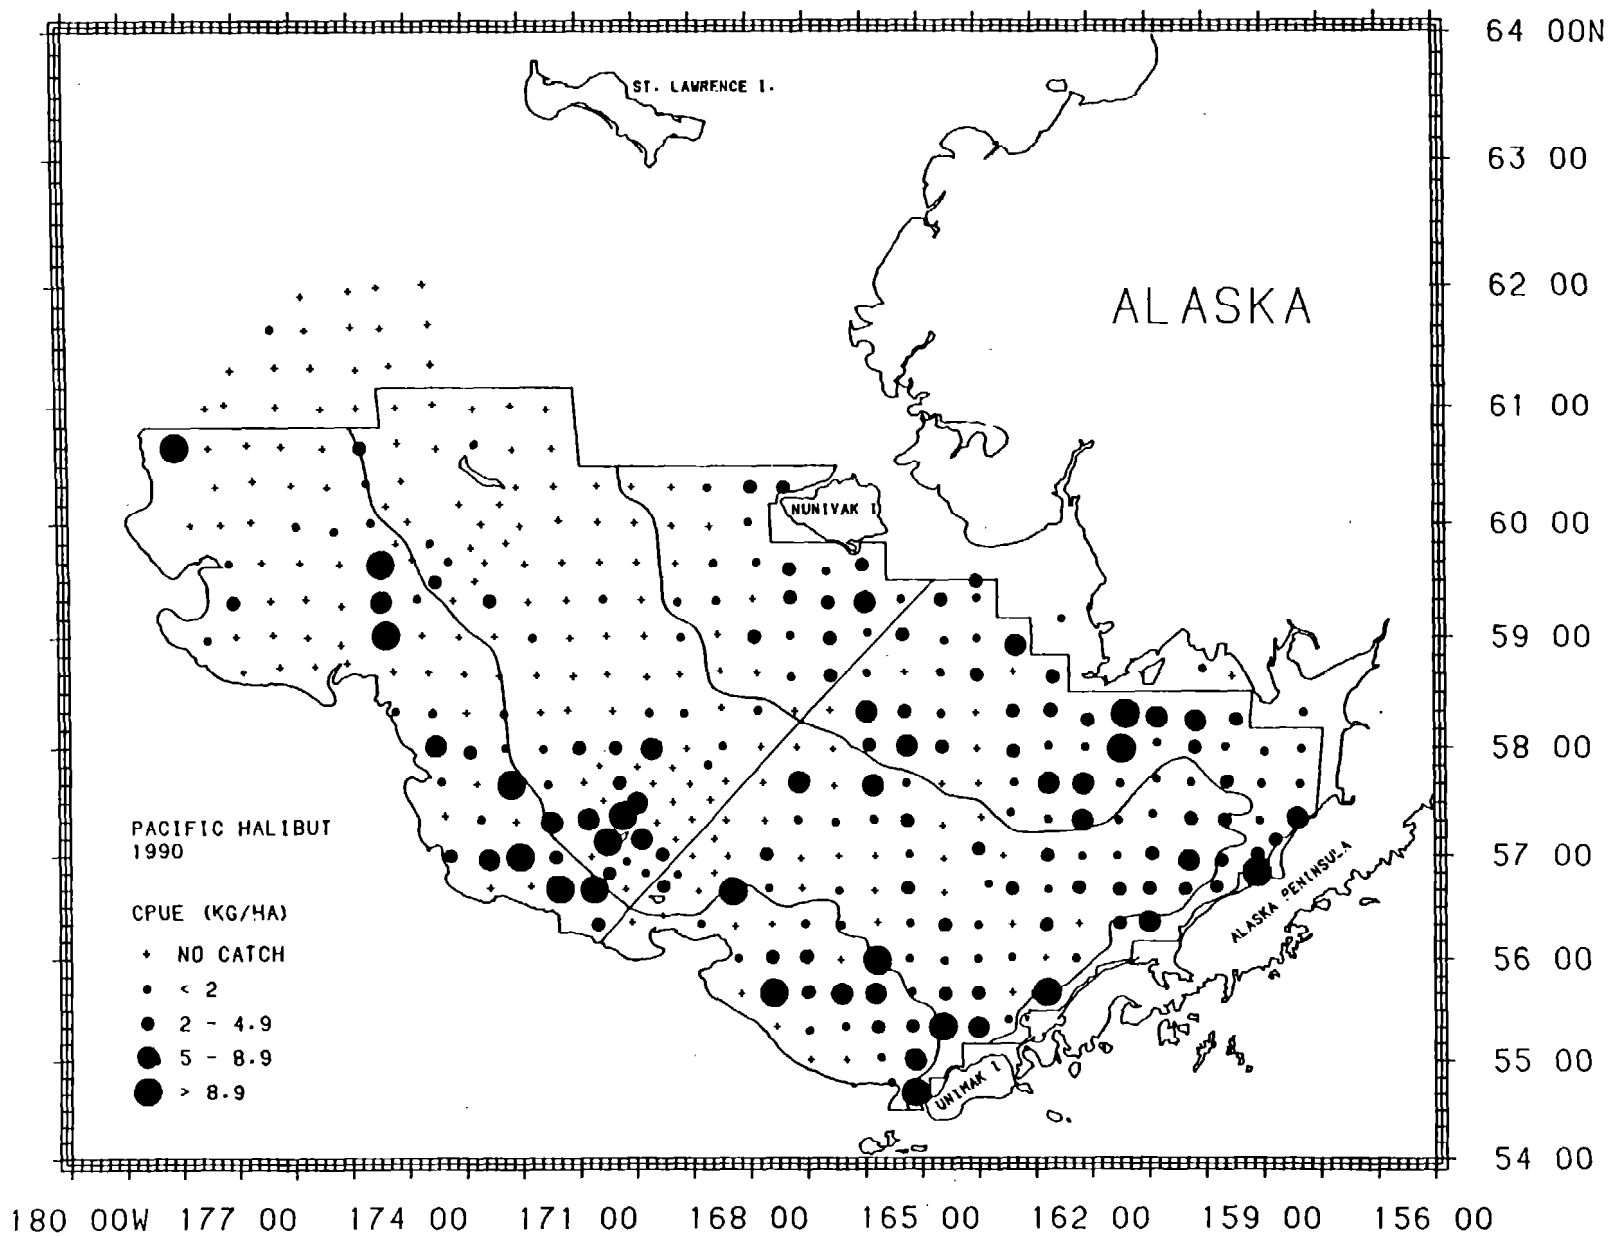 64 00N
ST. LAWRENCE I.
63 00
62 00
ALASKA
61 00
NUNIVAK I
60 00
59 00
58 00
PACIFIC HALIBUT
1990
57 00
ALASKA PENINSULA
CPUE (KG/HA)
NO CATCH
56 00
< 2
2 - 4.9
5 - 8.9
55 00
> 8.9
UNIMAK I
54 00
180 00W 177 00 174 00 171 00 168 00 165 00 162 00 159 00 156 00